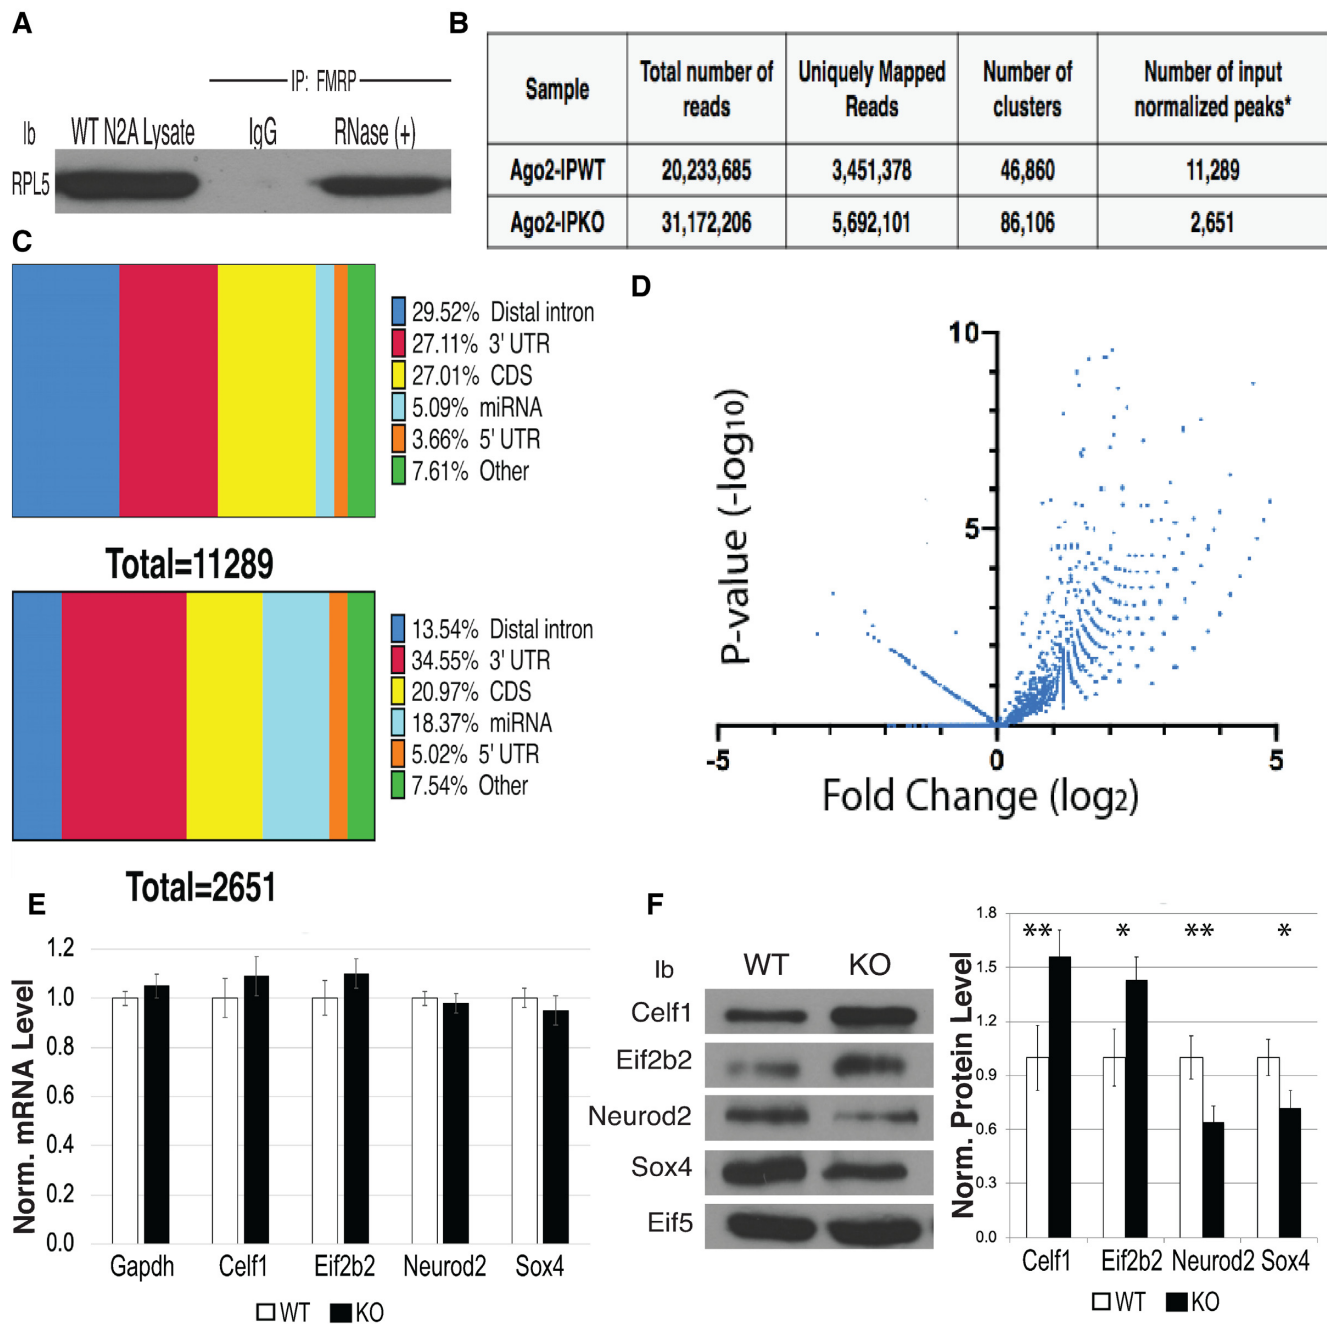 A
IP: FMRP
Ib WT N2A Lysate IgG RNase (+)
RPL5
B
Sample Total number of reads Uniquely Mapped Reads Number of clusters Number of input normalized peaks*
Ago2-IPWT 20,233,685 3,451,378 46,860 11,289
Ago2-IPKO 31,172,206 5,692,101 86,106 2,651
C
29.52% Distal intron
27.11% 3' UTR
27.01% CDS
5.09% miRNA
3.66% 5' UTR
7.61% Other
Total=11289
13.54% Distal intron
34.55% 3' UTR
20.97% CDS
18.37% miRNA
5.02% 5' UTR
7.54% Other
Total=2651
D
P-value (-log10)
10
5
-5 0 5
Fold Change (log2)
E
Norm. mRNA Level
1.2
1.0
0.8
0.6
0.4
0.2
0.0
Gapdh Celf1 Eif2b2 Neurod2 Sox4
WT KO
F
Ib WT KO
Celf1
Eif2b2
Neurod2
Sox4
Eif5
Norm. Protein Level
1.8
1.5
1.2
0.9
0.6
0.3
0.0
** * ** *
Celf1 Eif2b2 Neurod2 Sox4
WT KO